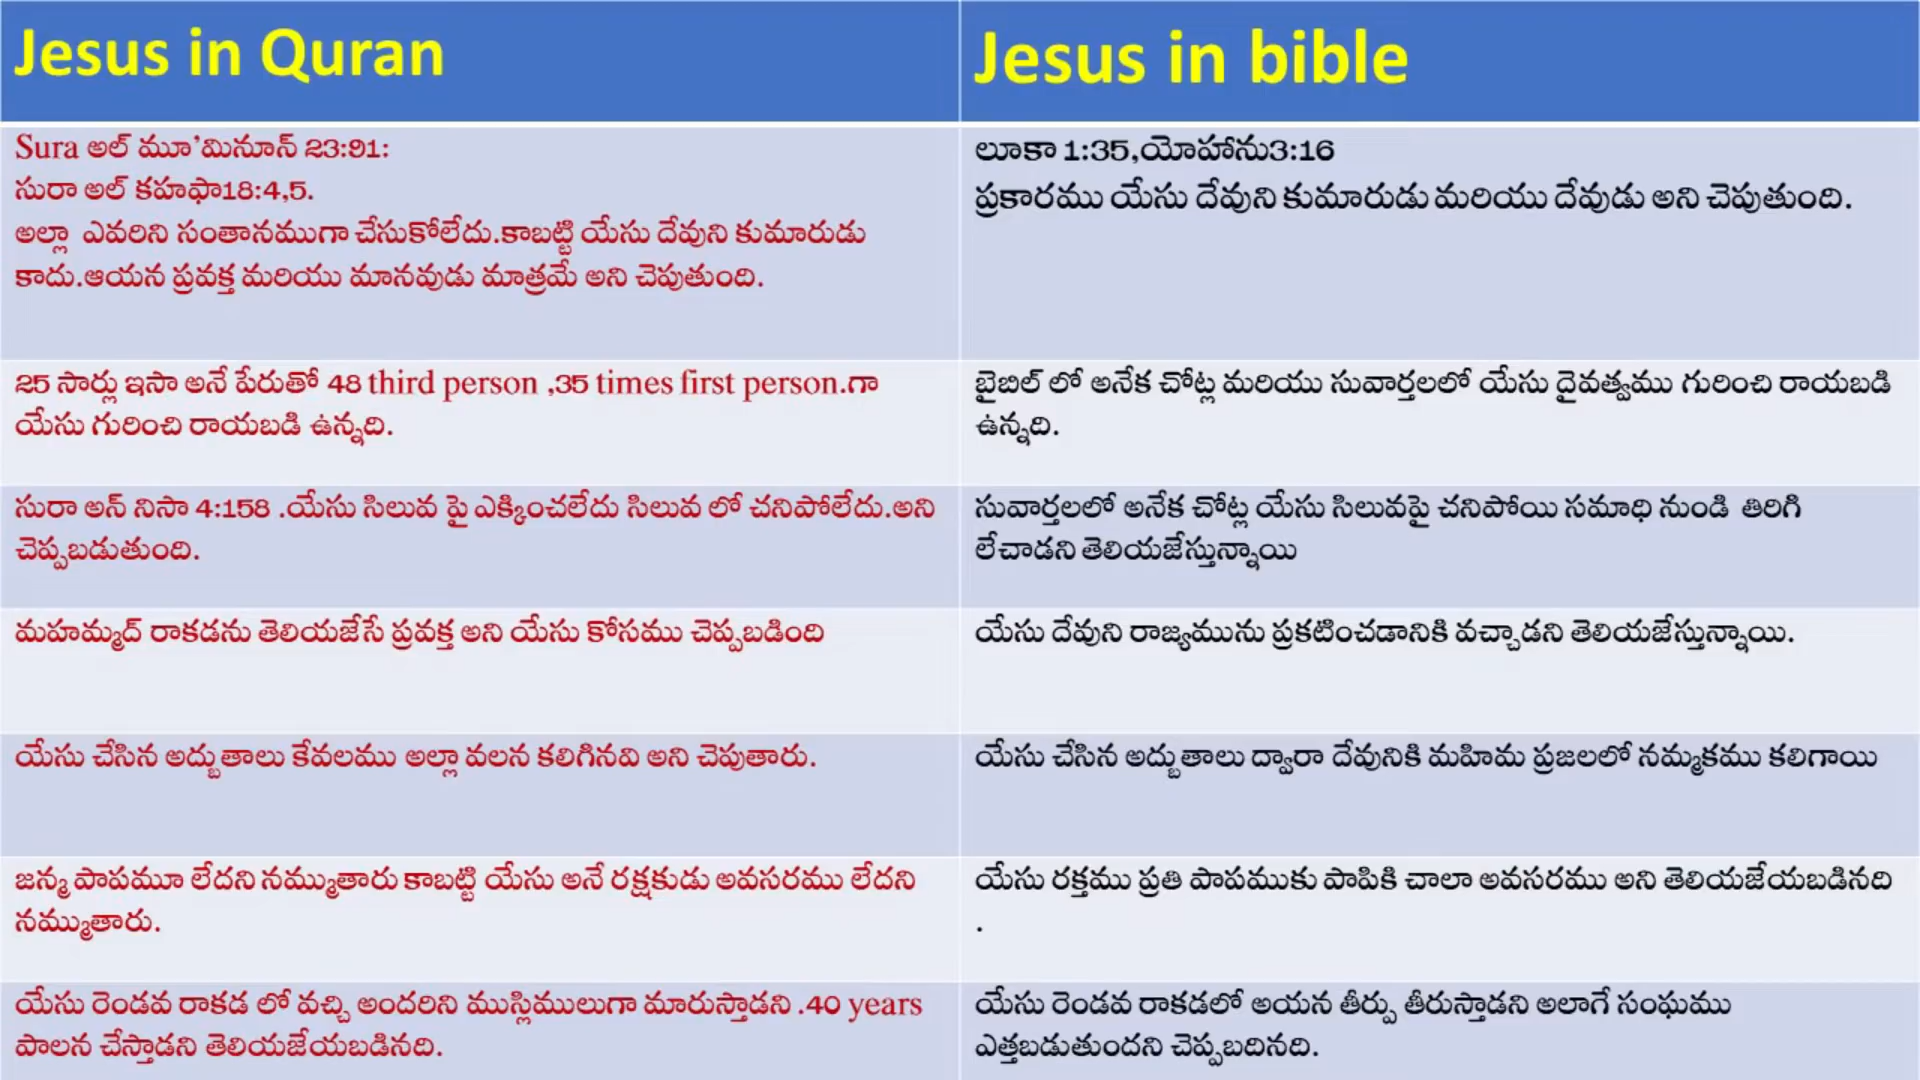 Jesus in Quran
Jesus in bible
Sura అల్ మూ'మినూన్ 23:91:
సురా అల్ కహఫా18:4,5.
అల్లా ఎవరిని సంతానముగా చేసుకోలేదు.కాబట్టి యేసు దేవుని కుమారుడు
కాదు.ఆయన ప్రవక్త మరియు మానవుడు మాత్రమే అని చెపుతుంది.
లూకా 1:35,యోహాను3:16
ప్రకారము యేసు దేవుని కుమారుడు మరియు దేవుడు అని చెపుతుంది.
25 సార్లు ఇసా అనే పేరుతో 48 third person ,35 times first person.గా
యేసు గురించి రాయబడి ఉన్నది.
బైబిల్ లో అనేక చోట్ల మరియు సువార్తలలో యేసు దైవత్వము గురించి రాయబడి
ఉన్నది.
సురా అన్ నిసా 4:158 .యేసు సిలువ పై ఎక్కించలేదు సిలువ లో చనిపోలేదు.అని
చెప్పబడుతుంది.
సువార్తలలో అనేక చోట్ల యేసు సిలువపై చనిపోయి సమాధి నుండి తిరిగి
లేచాడని తెలియజేస్తున్నాయి
మహమ్మద్ రాకడను తెలియజేసే ప్రవక్త అని యేసు కోసము చెప్పబడింది
యేసు దేవుని రాజ్యమును ప్రకటించడానికి వచ్చాడని తెలియజేస్తున్నాయి.
యేసు చేసిన అద్భుతాలు కేవలము అల్లా వలన కలిగినవి అని చెపుతారు.
యేసు చేసిన అద్భుతాలు ద్వారా దేవునికి మహిమ ప్రజలలో నమ్మకము కలిగాయి
జన్మ పాపమూ లేదని నమ్ముతారు కాబట్టి యేసు అనే రక్షకుడు అవసరము లేదని
నమ్ముతారు.
యేసు రక్తము ప్రతి పాపముకు పాపికి చాలా అవసరము అని తెలియజేయబడినది
.
యేసు రెండవ రాకడ లో వచ్చి అందరిని ముస్లిములుగా మారుస్తాడని .40 years
పాలన చేస్తాడని తెలియజేయబడినది.
యేసు రెండవ రాకడలో అయన తీర్పు తీరుస్తాడని అలాగే సంఘము
ఎత్తబడుతుందని చెప్పబదినది.